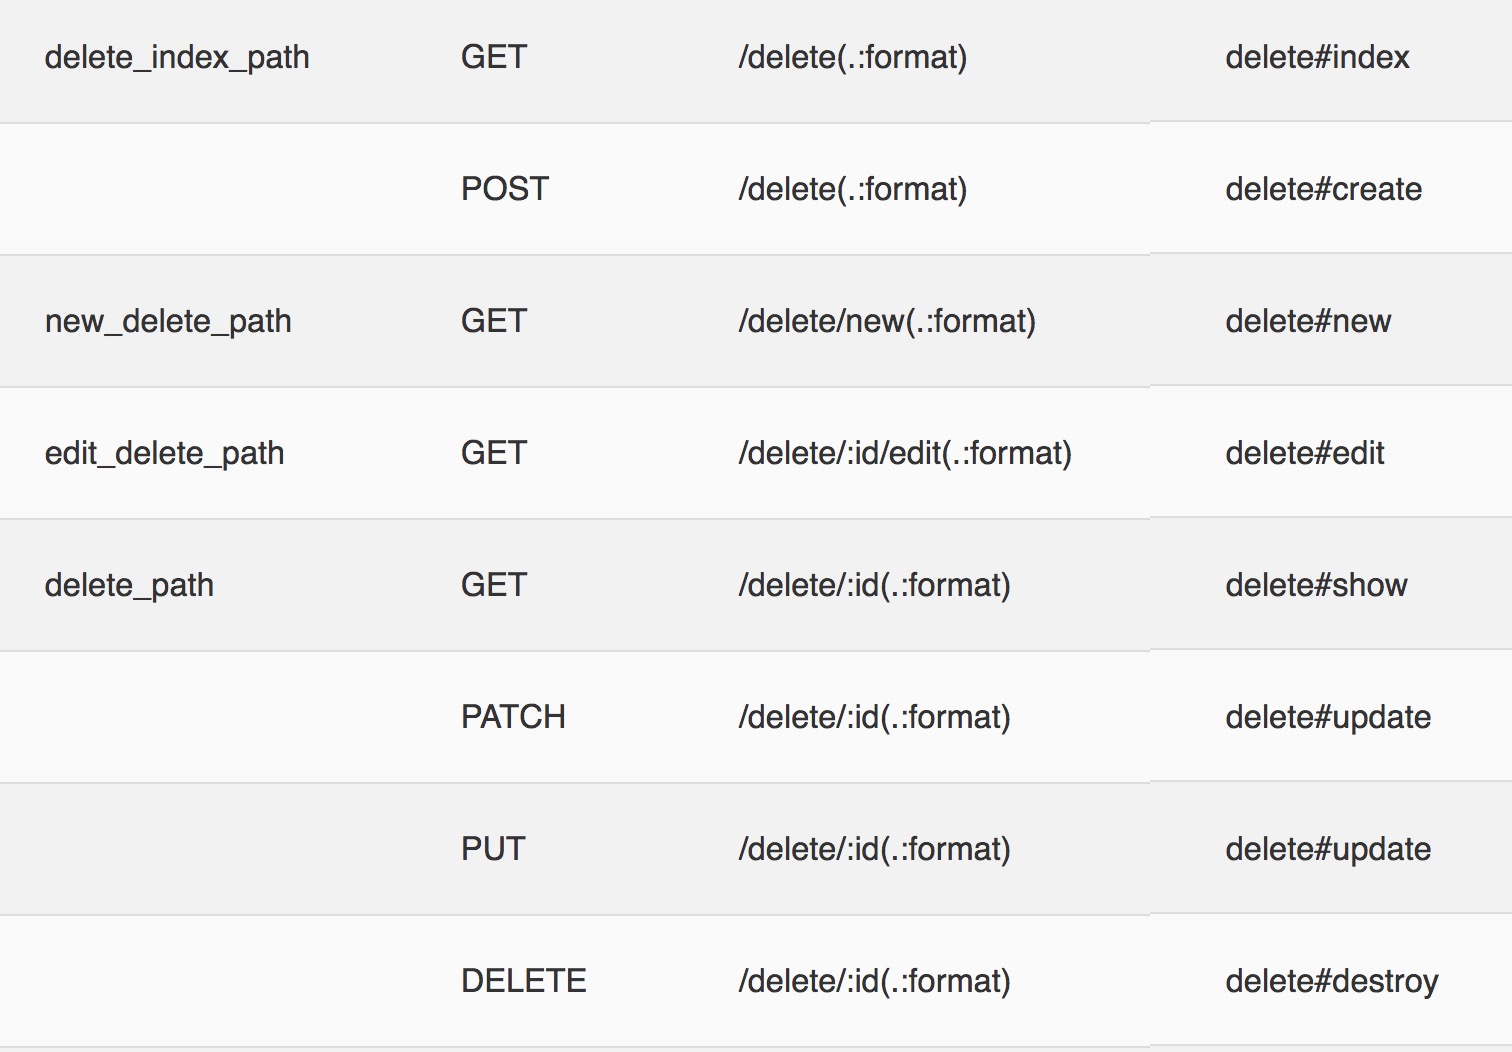 delete_index_path GET /delete(.:format) delete#index
POST /delete(.:format) delete#create
new_delete_path GET /delete/new(.:format) delete#new
edit_delete_path GET /delete/:id/edit(.:format) delete#edit
delete_path GET /delete/:id(.:format) delete#show
PATCH /delete/:id(.:format) delete#update
PUT /delete/:id(.:format) delete#update
DELETE /delete/:id(.:format) delete#destroy